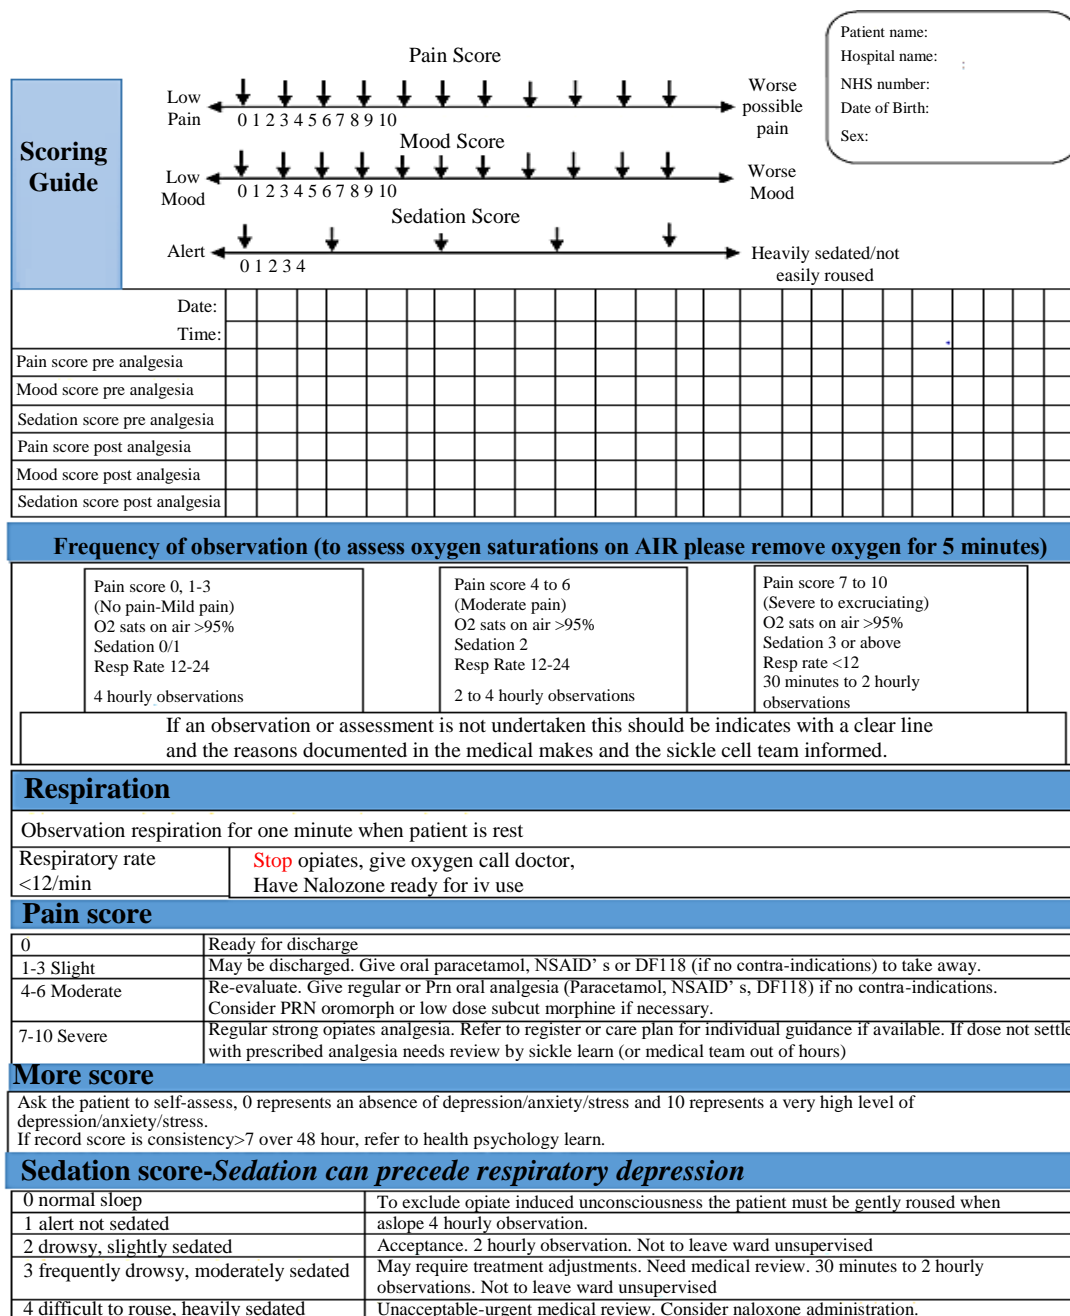 Patient name:
Hospital name:
NHS number:
Date of Birth:
Sex:
Scoring
Guide
Pain Score
Low
Pain
0 1 2 3 4 5 6 7 8 9 10
Worse
possible
pain
Mood Score
Low
Mood
0 1 2 3 4 5 6 7 8 9 10
Worse
Mood
Sedation Score
Alert
0 1 2 3 4
Heavily sedated/not
easily roused
Date:
Time:
Pain score pre analgesia
Mood score pre analgesia
Sedation score pre analgesia
Pain score post analgesia
Mood score post analgesia
Sedation score post analgesia
Frequency of observation (to assess oxygen saturations on AIR please remove oxygen for 5 minutes)
Pain score 0, 1-3
(No pain-Mild pain)
O2 sats on air >95%
Sedation 0/1
Resp Rate 12-24
4 hourly observations
Pain score 4 to 6
(Moderate pain)
O2 sats on air >95%
Sedation 2
Resp Rate 12-24
2 to 4 hourly observations
Pain score 7 to 10
(Severe to excruciating)
O2 sats on air >95%
Sedation 3 or above
Resp rate <12
30 minutes to 2 hourly
observations
If an observation or assessment is not undertaken this should be indicates with a clear line
and the reasons documented in the medical makes and the sickle cell team informed.
Respiration
Observation respiration for one minute when patient is rest
Respiratory rate
<12/min
Stop opiates, give oxygen call doctor,
Have Nalozone ready for iv use
Pain score
0 Ready for discharge
1-3 Slight May be discharged. Give oral paracetamol, NSAID' s or DF118 (if no contra-indications) to take away.
4-6 Moderate Re-evaluate. Give regular or Prn oral analgesia (Paracetamol, NSAID' s, DF118) if no contra-indications.
Consider PRN oromorph or low dose subcut morphine if necessary.
7-10 Severe Regular strong opiates analgesia. Refer to register or care plan for individual guidance if available. If dose not settle
with prescribed analgesia needs review by sickle learn (or medical team out of hours)
More score
Ask the patient to self-assess, 0 represents an absence of depression/anxiety/stress and 10 represents a very high level of
depression/anxiety/stress.
If record score is consistency>7 over 48 hour, refer to health psychology learn.
Sedation score-Sedation can precede respiratory depression
0 normal sloep To exclude opiate induced unconsciousness the patient must be gently roused when
1 alert not sedated aslope 4 hourly observation.
2 drowsy, slightly sedated Acceptance. 2 hourly observation. Not to leave ward unsupervised
3 frequently drowsy, moderately sedated May require treatment adjustments. Need medical review. 30 minutes to 2 hourly
observations. Not to leave ward unsupervised
4 difficult to rouse, heavily sedated Unacceptable-urgent medical review. Consider naloxone administration.